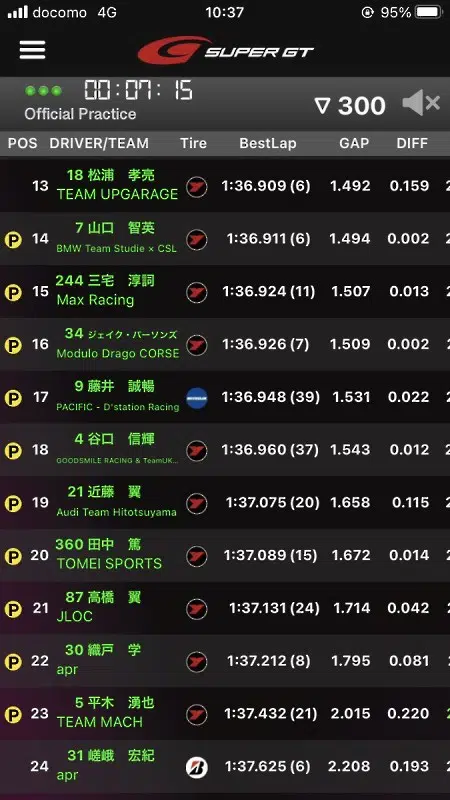 docomo 4G 10:37 95%
SUPER GT
00:07:15
Official Practice
▽ 300
POS DRIVER/TEAM Tire BestLap GAP DIFF
13 18 松浦 孝亮 1:36.909 (6) 1.492 0.159
TEAM UPGARAGE
P 14 7 山口 智英 1:36.911 (6) 1.494 0.002
BMW Team Studie × CSL
P 15 244 三宅 淳詞 1:36.924 (11) 1.507 0.013
Max Racing
P 16 34 ジェイク・パーソンズ 1:36.926 (7) 1.509 0.002
Modulo Drago CORSE
P 17 9 藤井 誠暢 1:36.948 (39) 1.531 0.022
PACIFIC - D'station Racing
P 18 4 谷口 信輝 1:36.960 (37) 1.543 0.012
GOODSMILE RACING & TeamUK...
P 19 21 近藤 翼 1:37.075 (20) 1.658 0.115
Audi Team Hitotsuyama
P 20 360 田中 篤 1:37.089 (15) 1.672 0.014
TOMEI SPORTS
P 21 87 高橋 翼 1:37.131 (24) 1.714 0.042
JLOC
P 22 30 織戸 学 1:37.212 (8) 1.795 0.081
apr
P 23 5 平木 湧也 1:37.432 (21) 2.015 0.220
TEAM MACH
24 31 嵯峨 宏紀 1:37.625 (6) 2.208 0.193
apr